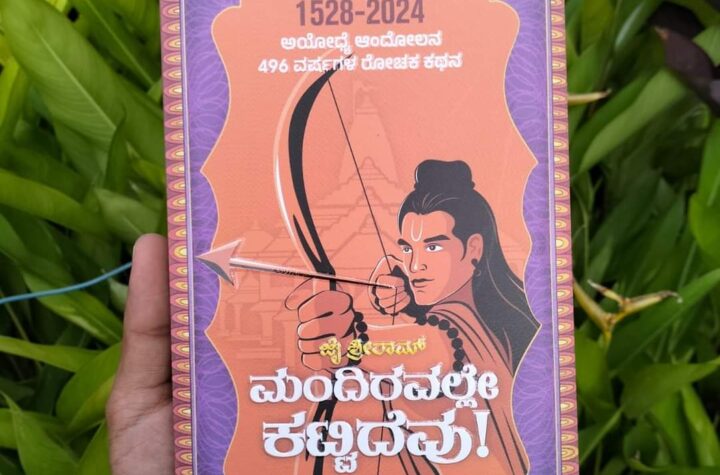 1528-2024
ಅಯೋಧ್ಯೆ ಆಂದೋಲನ
496 ವರ್ಷಗಳ ರೋಚಕ ಕಥನ
ಜೈ ಶ್ರೀರಾಮ್
ಮಂದಿರವಲ್ಲೇ
ಕಟ್ಟಿದೆವು!